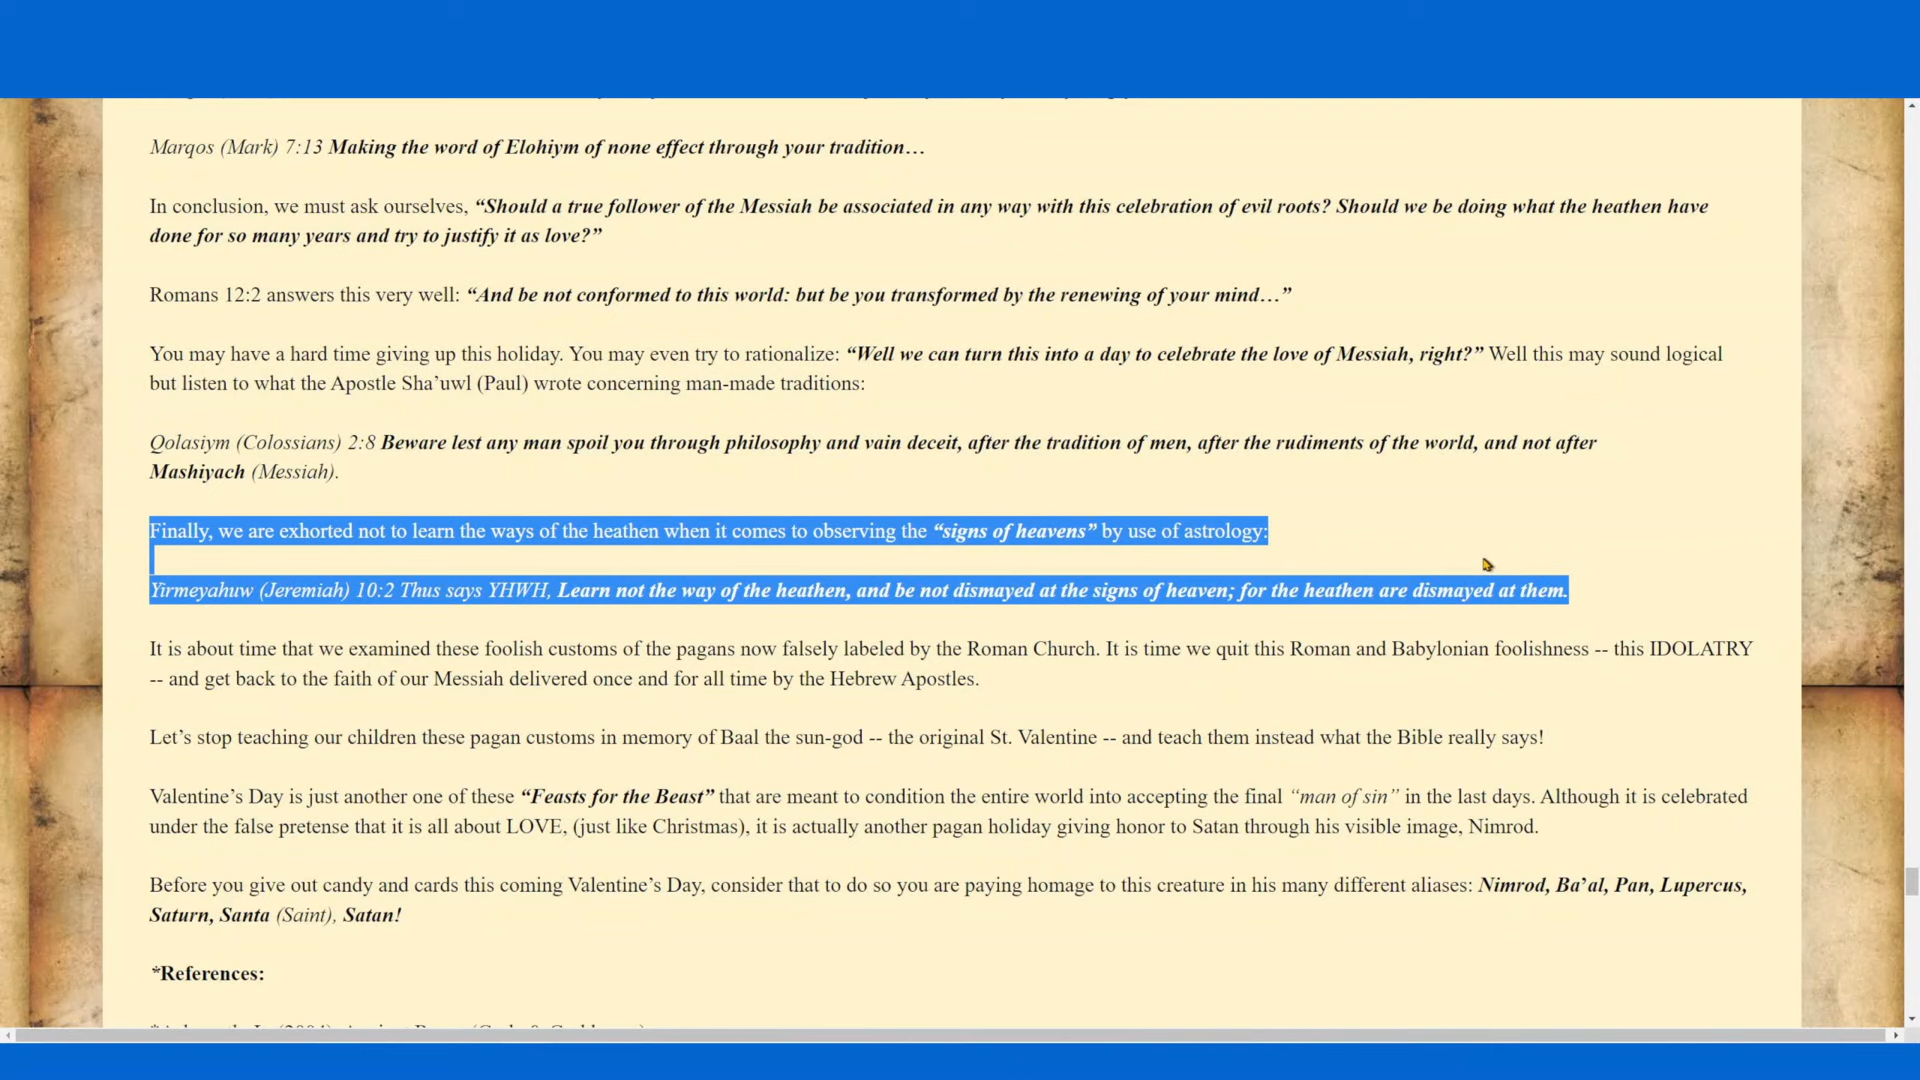 Marqos (Mark) 7:13 Making the word of Elohiym of none effect through your tradition…
In conclusion, we must ask ourselves, “Should a true follower of the Messiah be associated in any way with this celebration of evil roots? Should we be doing what the heathen have
done for so many years and try to justify it as love?”
Romans 12:2 answers this very well: “And be not conformed to this world: but be you transformed by the renewing of your mind…”
You may have a hard time giving up this holiday. You may even try to rationalize: “Well we can turn this into a day to celebrate the love of Messiah, right?” Well this may sound logical
but listen to what the Apostle Sha’uwl (Paul) wrote concerning man-made traditions:
Qolasiym (Colossians) 2:8 Beware lest any man spoil you through philosophy and vain deceit, after the tradition of men, after the rudiments of the world, and not after
Mashiyach (Messiah).
Finally, we are exhorted not to learn the ways of the heathen when it comes to observing the “signs of heavens” by use of astrology:
Yirmeyahuw (Jeremiah) 10:2 Thus says YHWH, Learn not the way of the heathen, and be not dismayed at the signs of heaven; for the heathen are dismayed at them.
It is about time that we examined these foolish customs of the pagans now falsely labeled by the Roman Church. It is time we quit this Roman and Babylonian foolishness -- this IDOLATRY
-- and get back to the faith of our Messiah delivered once and for all time by the Hebrew Apostles.
Let’s stop teaching our children these pagan customs in memory of Baal the sun-god -- the original St. Valentine -- and teach them instead what the Bible really says!
Valentine’s Day is just another one of these “Feasts for the Beast” that are meant to condition the entire world into accepting the final “man of sin” in the last days. Although it is celebrated
under the false pretense that it is all about LOVE, (just like Christmas), it is actually another pagan holiday giving honor to Satan through his visible image, Nimrod.
Before you give out candy and cards this coming Valentine’s Day, consider that to do so you are paying homage to this creature in his many different aliases: Nimrod, Ba’al, Pan, Lupercus,
Saturn, Santa (Saint), Satan!
*References: